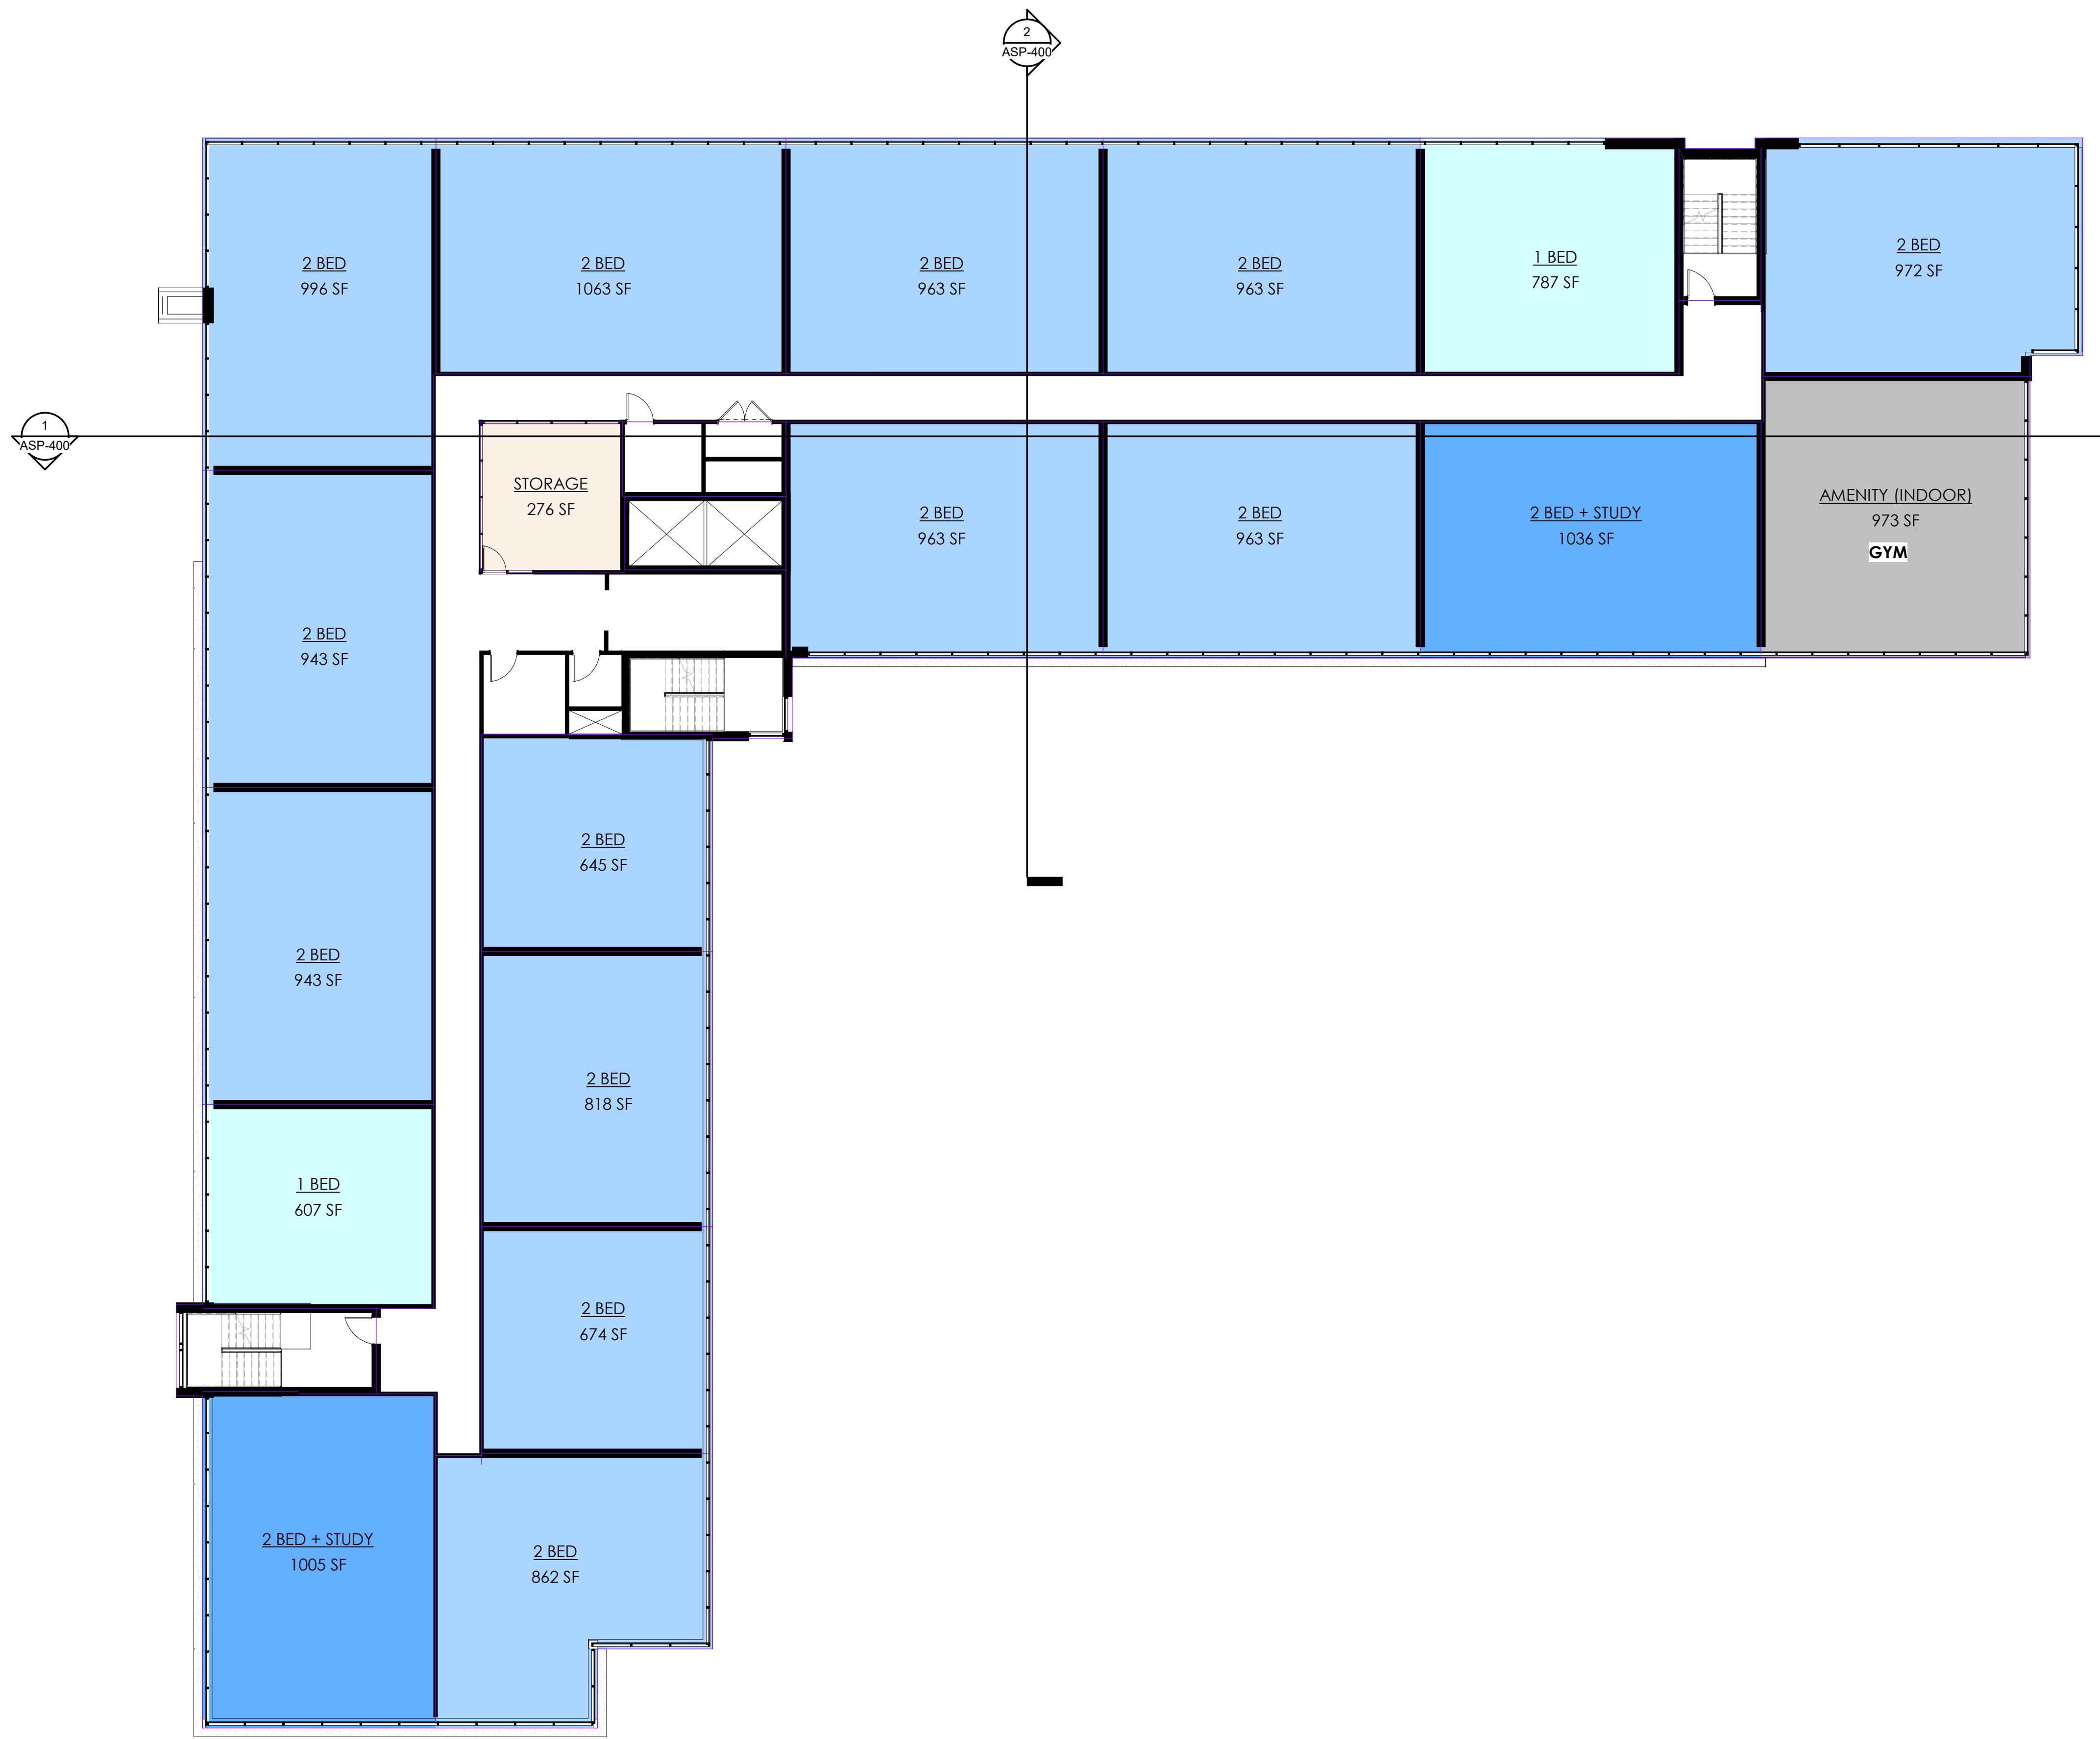 2
ASP-400
2 BED
996 SF
2 BED
1063 SF
2 BED
963 SF
2 BED
963 SF
1 BED
787 SF
2 BED
972 SF
1
ASP-400
STORAGE
276 SF
2 BED
963 SF
2 BED
963 SF
2 BED + STUDY
1036 SF
AMENITY (INDOOR)
973 SF
GYM
2 BED
943 SF
2 BED
645 SF
2 BED
943 SF
2 BED
818 SF
1 BED
607 SF
2 BED
674 SF
2 BED + STUDY
1005 SF
2 BED
862 SF